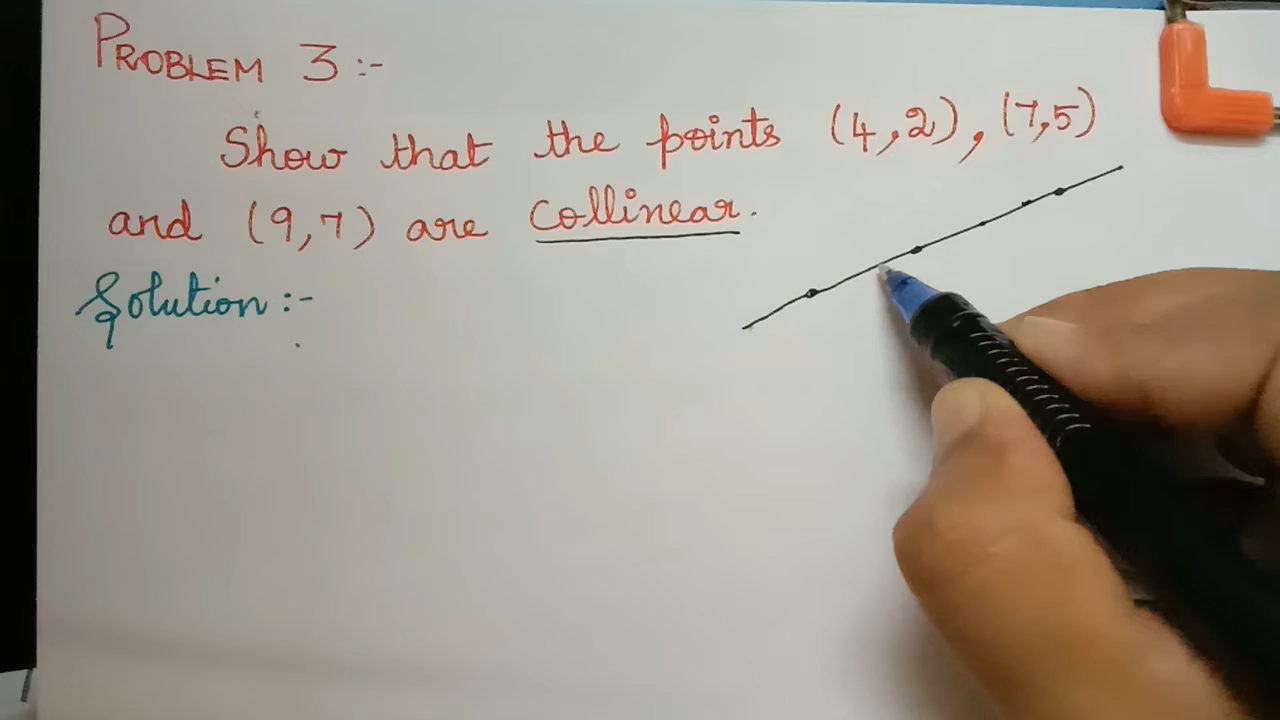 PROBLEM 3:-
Show that the points (4,2), (7,5)
and (9,7) are collinear.
Solution:-